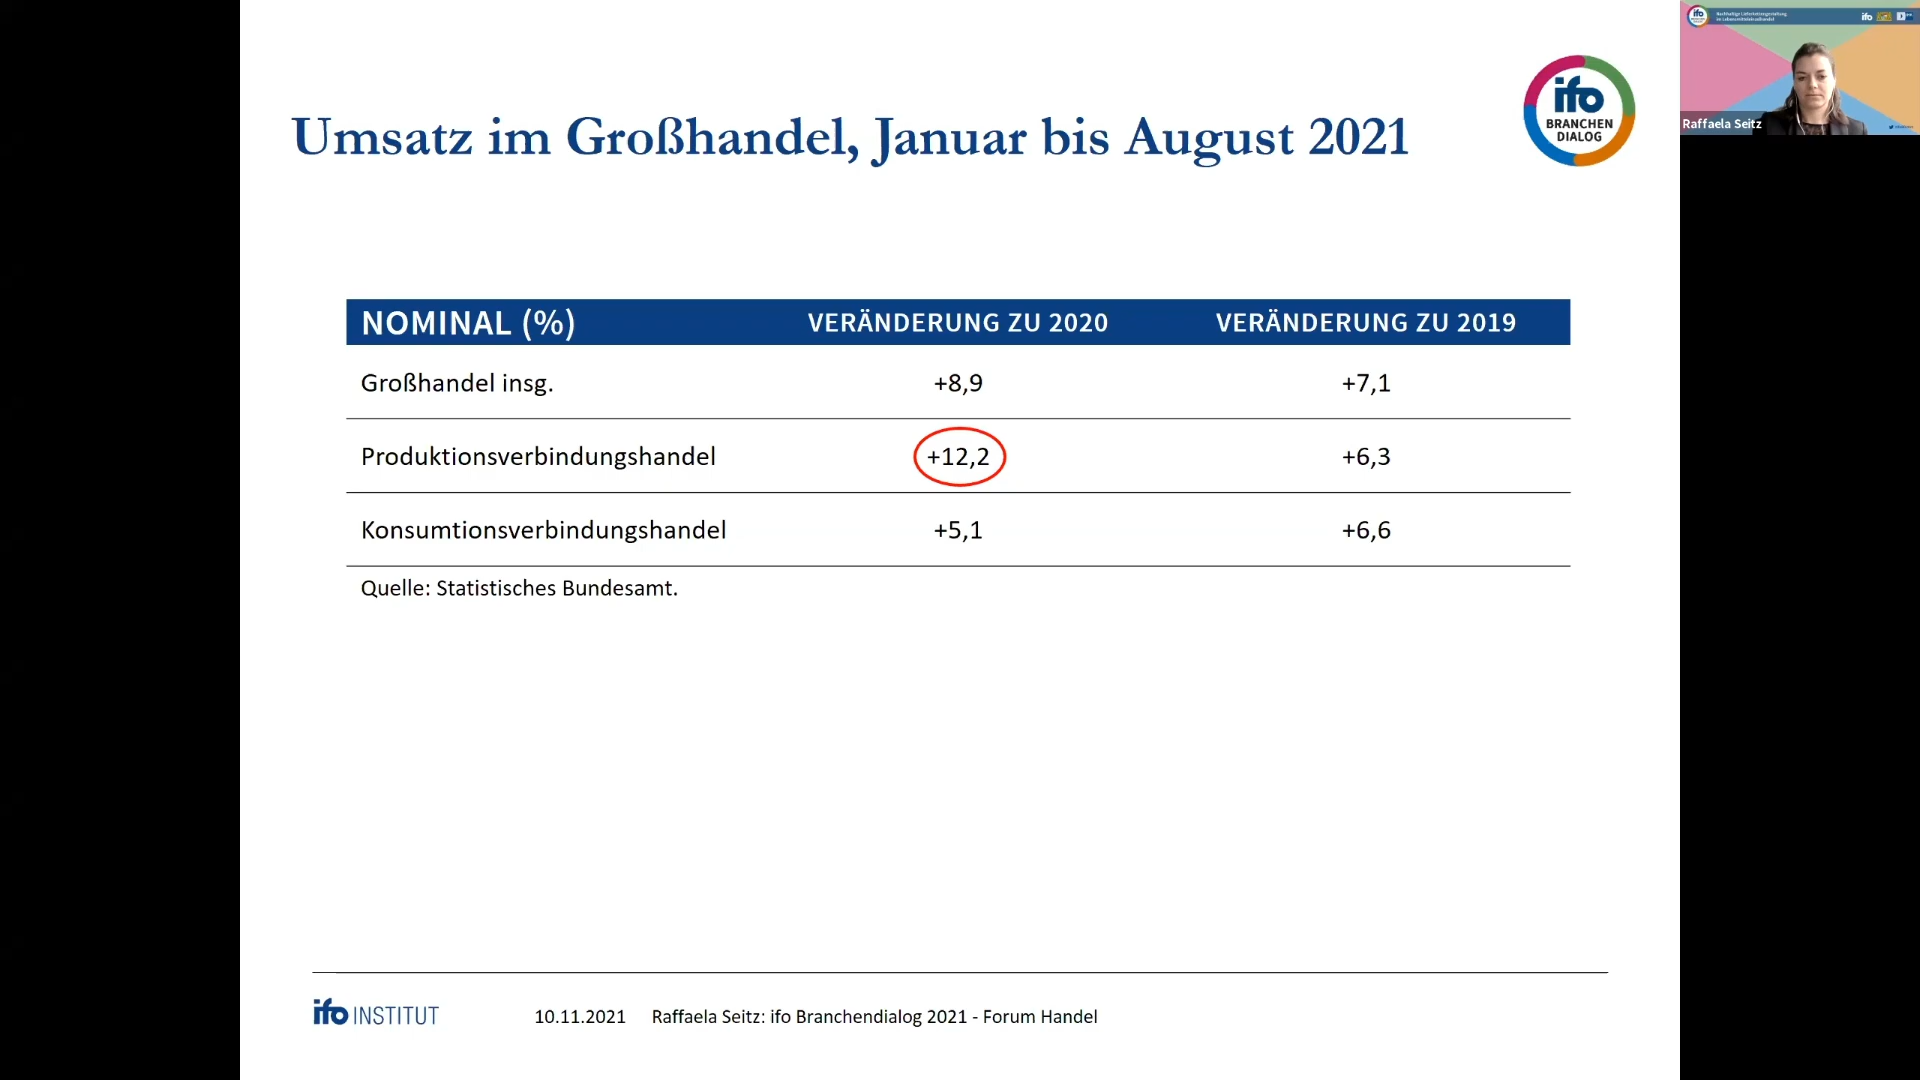 Umsatz im Großhandel, Januar bis August 2021
ifo
BRANCHEN
DIALOG
Raffaela Seitz
NOMINAL (%) VERÄNDERUNG ZU 2020 VERÄNDERUNG ZU 2019
Großhandel insg. +8,9 +7,1
Produktionsverbindungshandel +12,2 +6,3
Konsumtionsverbindungshandel +5,1 +6,6
Quelle: Statistisches Bundesamt.
ifo INSTITUT 10.11.2021 Raffaela Seitz: ifo Branchendialog 2021 - Forum Handel